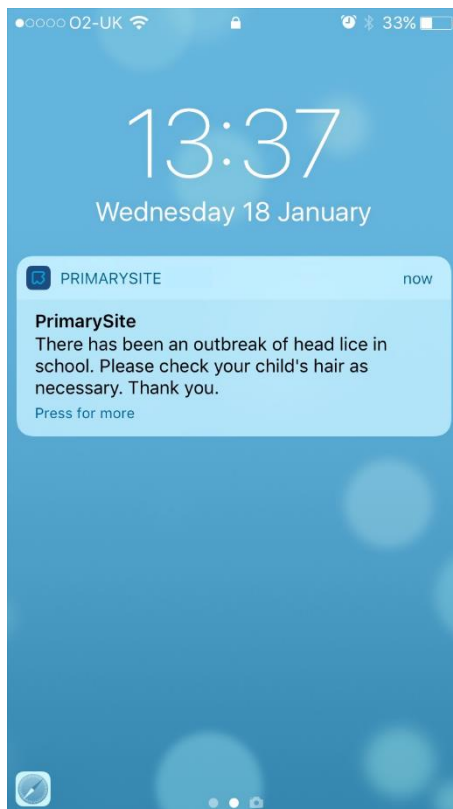 O2-UK 33%
13:37
Wednesday 18 January
PRIMARYSITE now
PrimarySite
There has been an outbreak of head lice in
school. Please check your child's hair as
necessary. Thank you.
Press for more